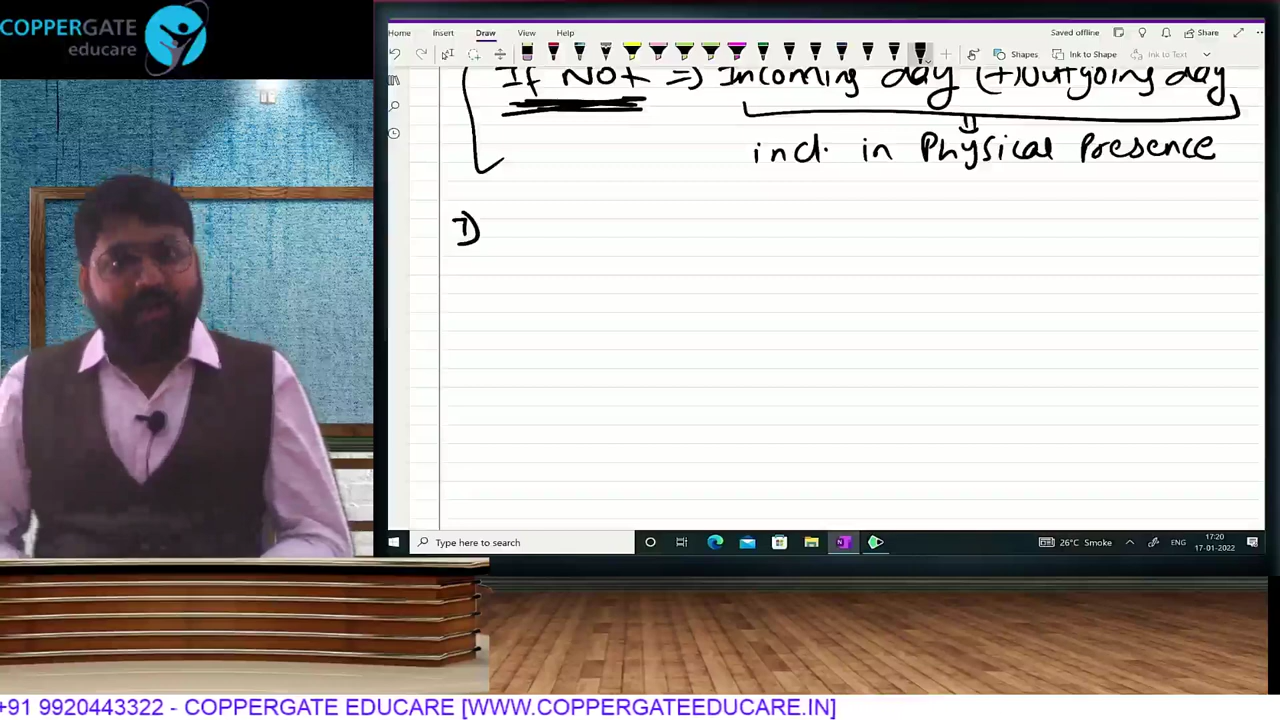 COPPERGATE
educare
Home Insert Draw View Help
Saved offline
Share
Shapes
Ink to Shape
Ink to Text
If Not => Incoming day (+) Outgoing day
incl. in Physical Presence
D
Type here to search
26°C Smoke
ENG
17:20
17-01-2022
+91 9920443322 - COPPERGATE EDUCARE [WWW.COPPERGATEEDUCARE.IN]